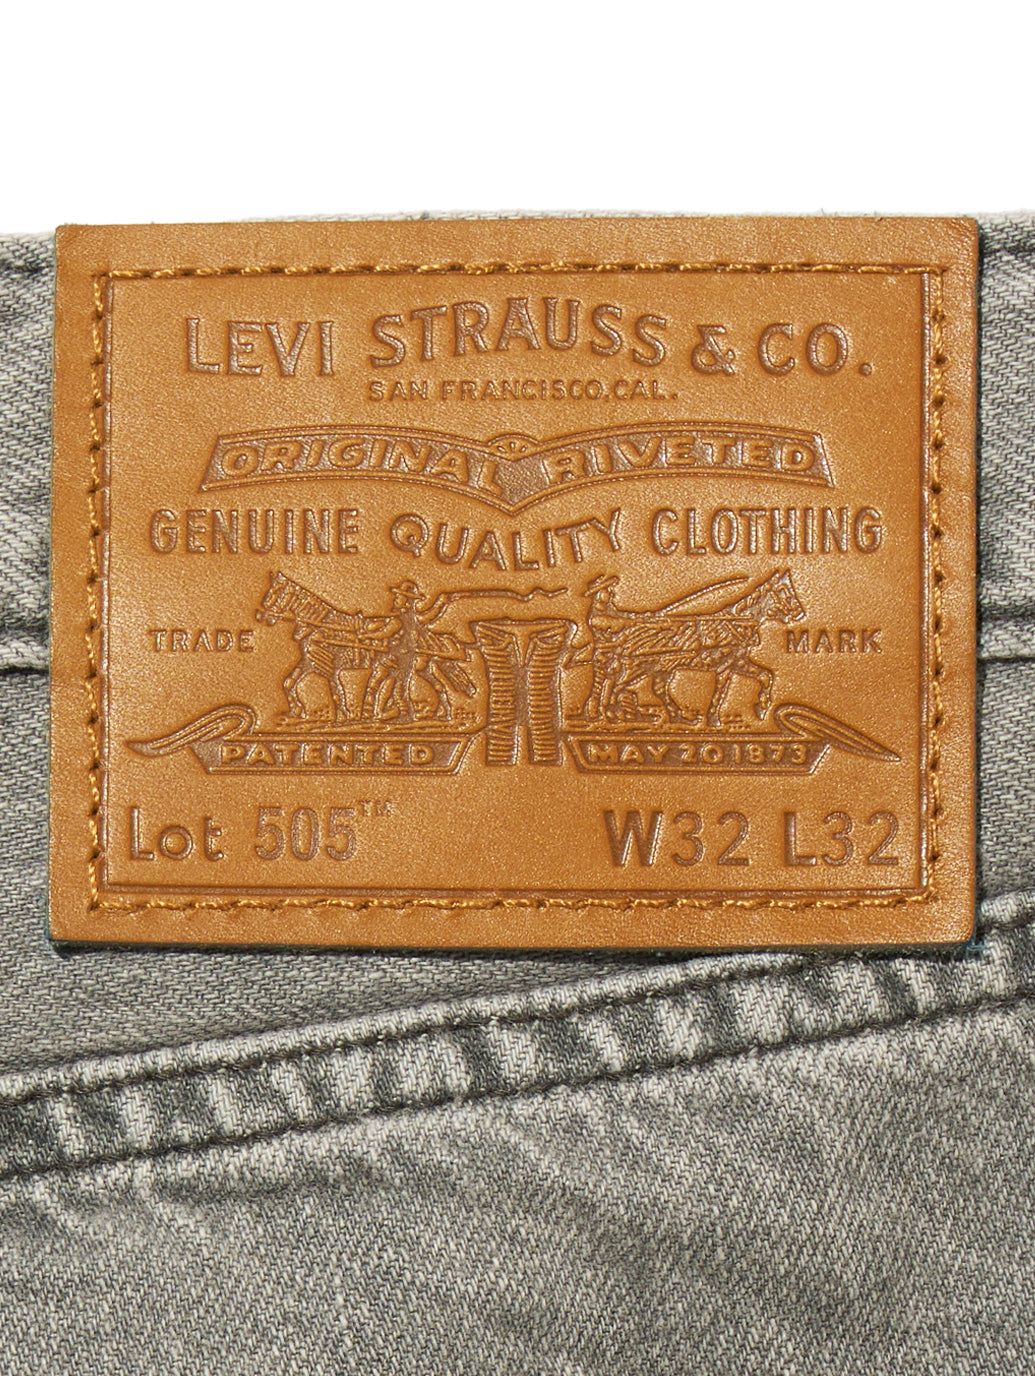 LEVI STRAUSS & CO.
SAN FRANCISCO, CAL.
ORIGINAL RIVETED
GENUINE QUALITY CLOTHING
TRADE MARK
PATENTED MAY 20 1873
Lot 505™ W32 L32